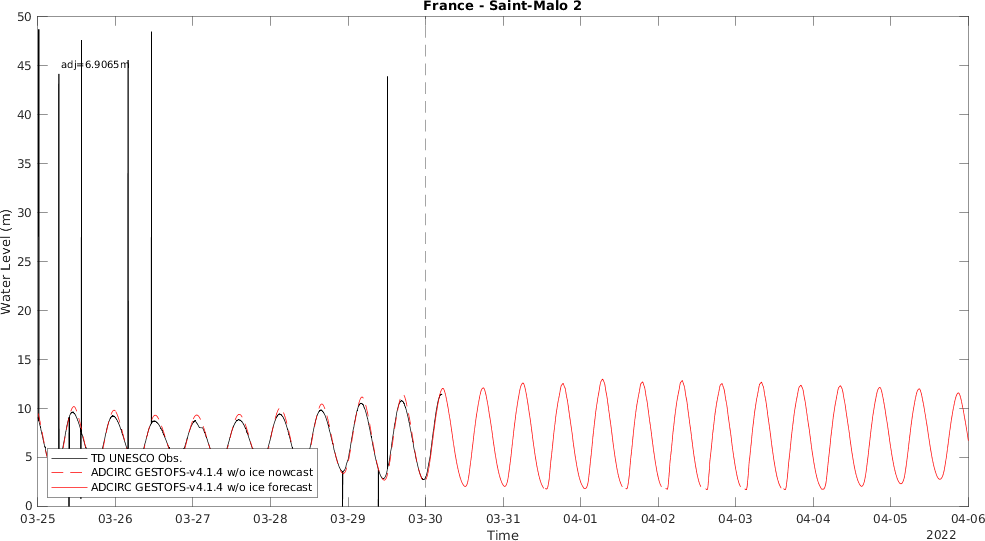 France - Saint-Malo 2
50
45
40
35
30
25
20
15
10
5
0
Water Level (m)
adj=6.9065m
TD UNESCO Obs.
ADCIRC GESTOFS-v4.1.4 w/o ice nowcast
ADCIRC GESTOFS-v4.1.4 w/o ice forecast
03-25 03-26 03-27 03-28 03-29 03-30 03-31 04-01 04-02 04-03 04-04 04-05 04-06
Time
2022